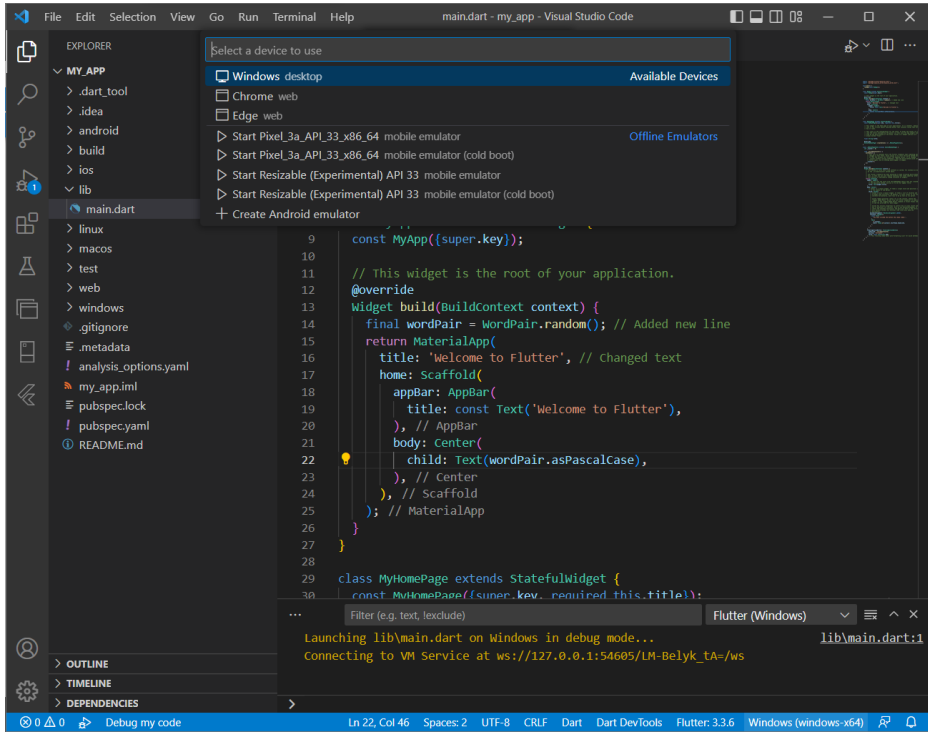 File Edit Selection View Go Run Terminal Help main.dart - my_app - Visual Studio Code
EXPLORER
MY_APP
.dart_tool
.idea
android
build
ios
lib
main.dart
linux
macos
test
web
windows
.gitignore
.metadata
analysis_options.yaml
my_app.iml
pubspec.lock
pubspec.yaml
README.md
OUTLINE
TIMELINE
DEPENDENCIES
1
Select a device to use
Windows desktop Available Devices
Chrome web
Edge web
Start Pixel_3a_API_33_x86_64 mobile emulator Offline Emulators
Start Pixel_3a_API_33_x86_64 mobile emulator (cold boot)
Start Resizable (Experimental) API 33 mobile emulator
Start Resizable (Experimental) API 33 mobile emulator (cold boot)
Create Android emulator
9 const MyApp({super.key});
10
11 // This widget is the root of your application.
12 @override
13 Widget build(BuildContext context) {
14 final wordPair = WordPair.random(); // Added new line
15 return MaterialApp(
16 title: 'Welcome to Flutter', // Changed text
17 home: Scaffold(
18 appBar: AppBar(
19 title: const Text('Welcome to Flutter'),
20 ), // AppBar
21 body: Center(
22 child: Text(wordPair.asPascalCase),
23 ), // Center
24 ), // Scaffold
25 ); // MaterialApp
26 }
27 }
28
29 class MyHomePage extends StatefulWidget {
30 const MyHomePage({super.key, required this.title});
Filter (e.g. text, !exclude) Flutter (Windows)
Launching lib\main.dart on Windows in debug mode... lib\main.dart:1
Connecting to VM Service at ws://127.0.0.1:54605/LM-Belyk_tA=/ws
0 0 Debug my code Ln 22, Col 46 Spaces: 2 UTF-8 CRLF Dart Dart DevTools Flutter: 3.3.6 Windows (windows-x64)